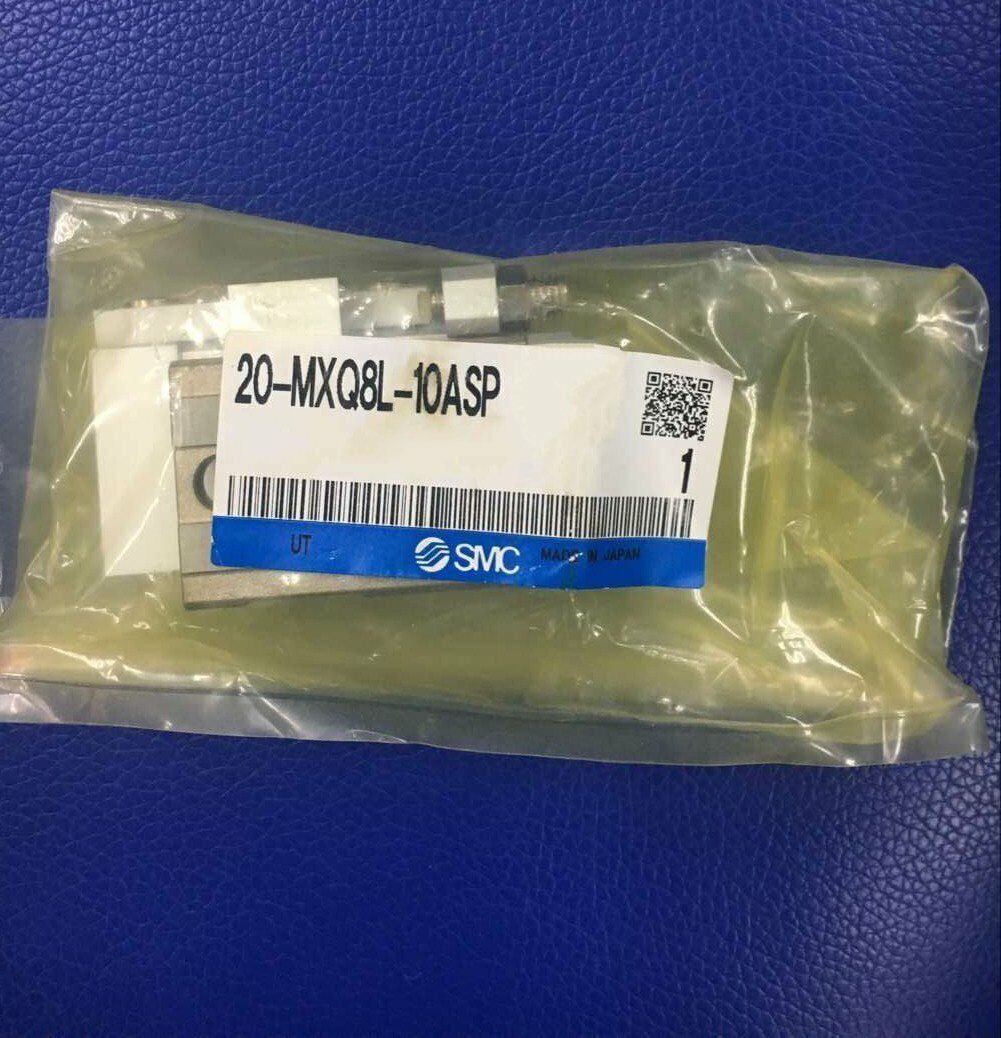 20-MXQ8L-10ASP
1
UT
SMC
MADE IN JAPAN